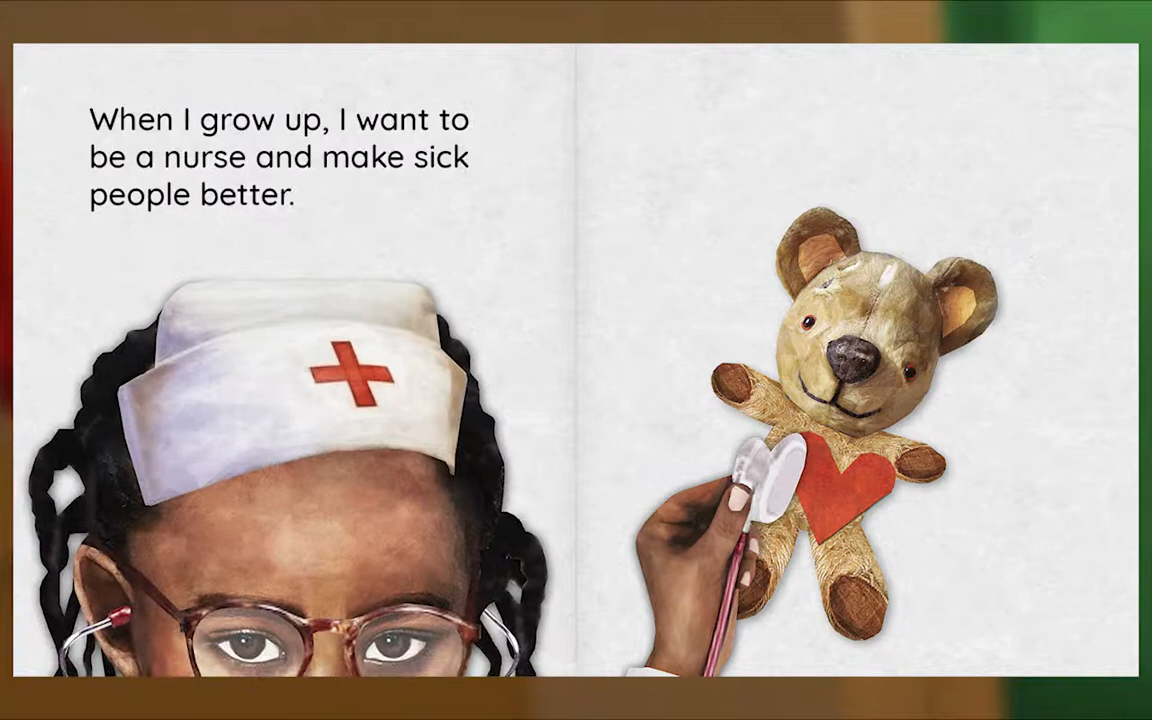 When I grow up, I want to
be a nurse and make sick
people better.